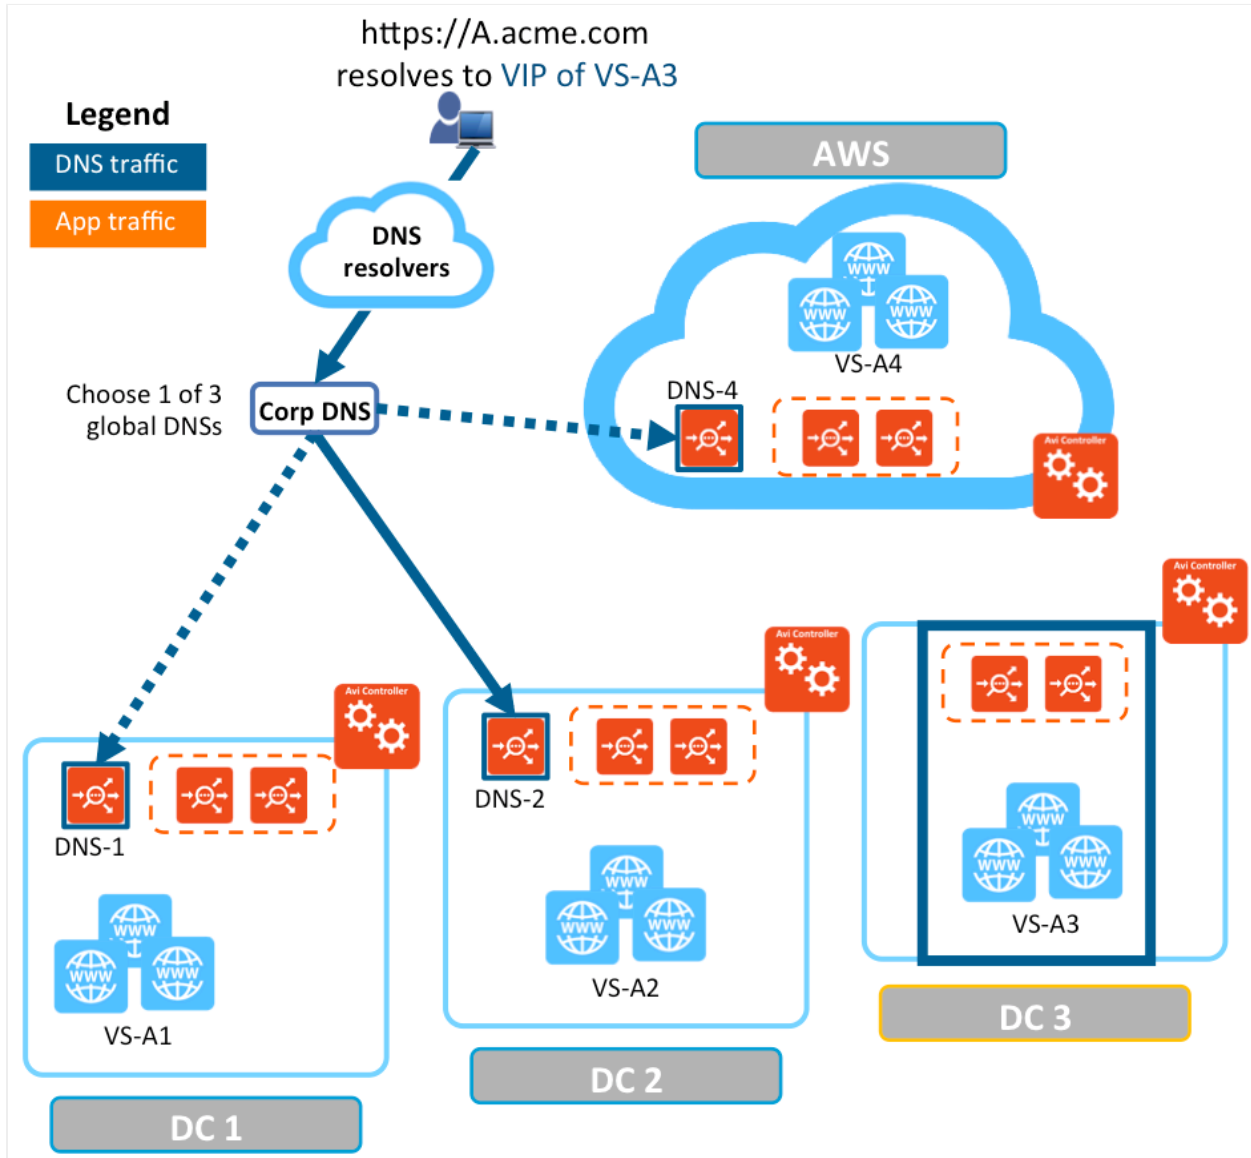 https://A.acme.com
resolves to VIP of VS-A3
Legend
DNS traffic
App traffic
AWS
DNS
resolvers
WWW
WWW
WWW
VS-A4
Choose 1 of 3
global DNSs
Corp DNS
DNS-4
Avi Controller
Avi Controller
Avi Controller
Avi Controller
DNS-1
DNS-2
WWW
WWW
WWW
VS-A3
WWW
WWW
WWW
VS-A2
WWW
WWW
WWW
VS-A1
DC 3
DC 2
DC 1